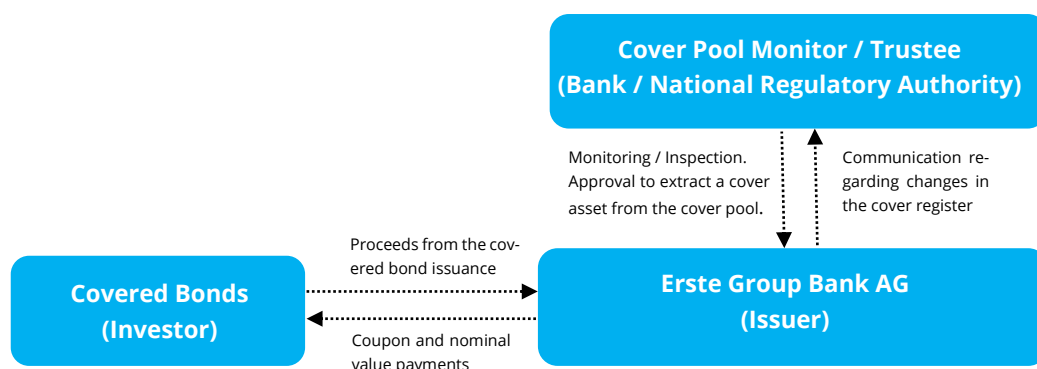 Cover Pool Monitor / Trustee
(Bank / National Regulatory Authority)
Monitoring / Inspection.
Approval to extract a cover
asset from the cover pool.
Communication re-
garding changes in
the cover register
Proceeds from the cov-
ered bond issuance
Covered Bonds
(Investor)
Erste Group Bank AG
(Issuer)
Coupon and nominal
value payments